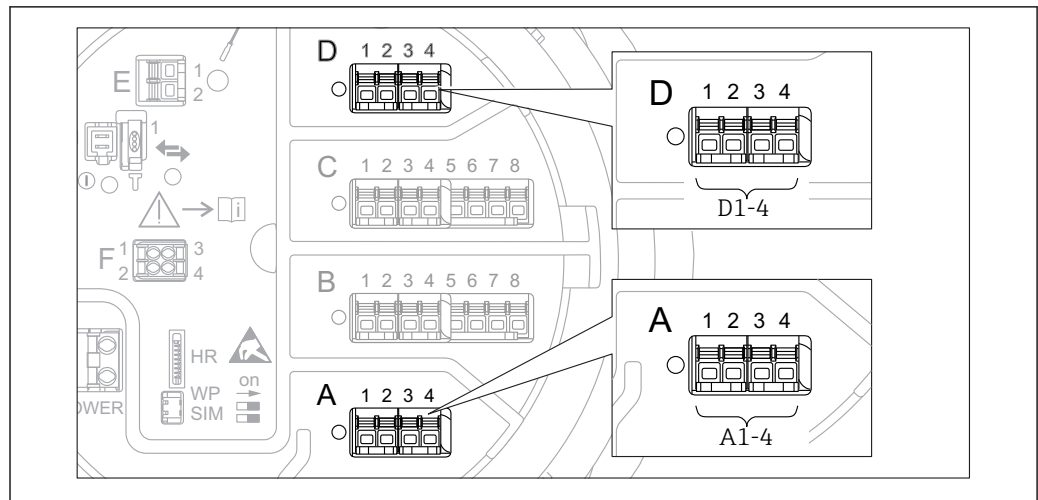 D 1 2 3 4
E 1
2
1
C 1 2 3 4 5 6 7 8
i
F 1 3
2 4
B 1 2 3 4 5 6 7 8
HR
WP on
SIM
OWER
A 1 2 3 4
D 1 2 3 4
D1-4
A 1 2 3 4
A1-4